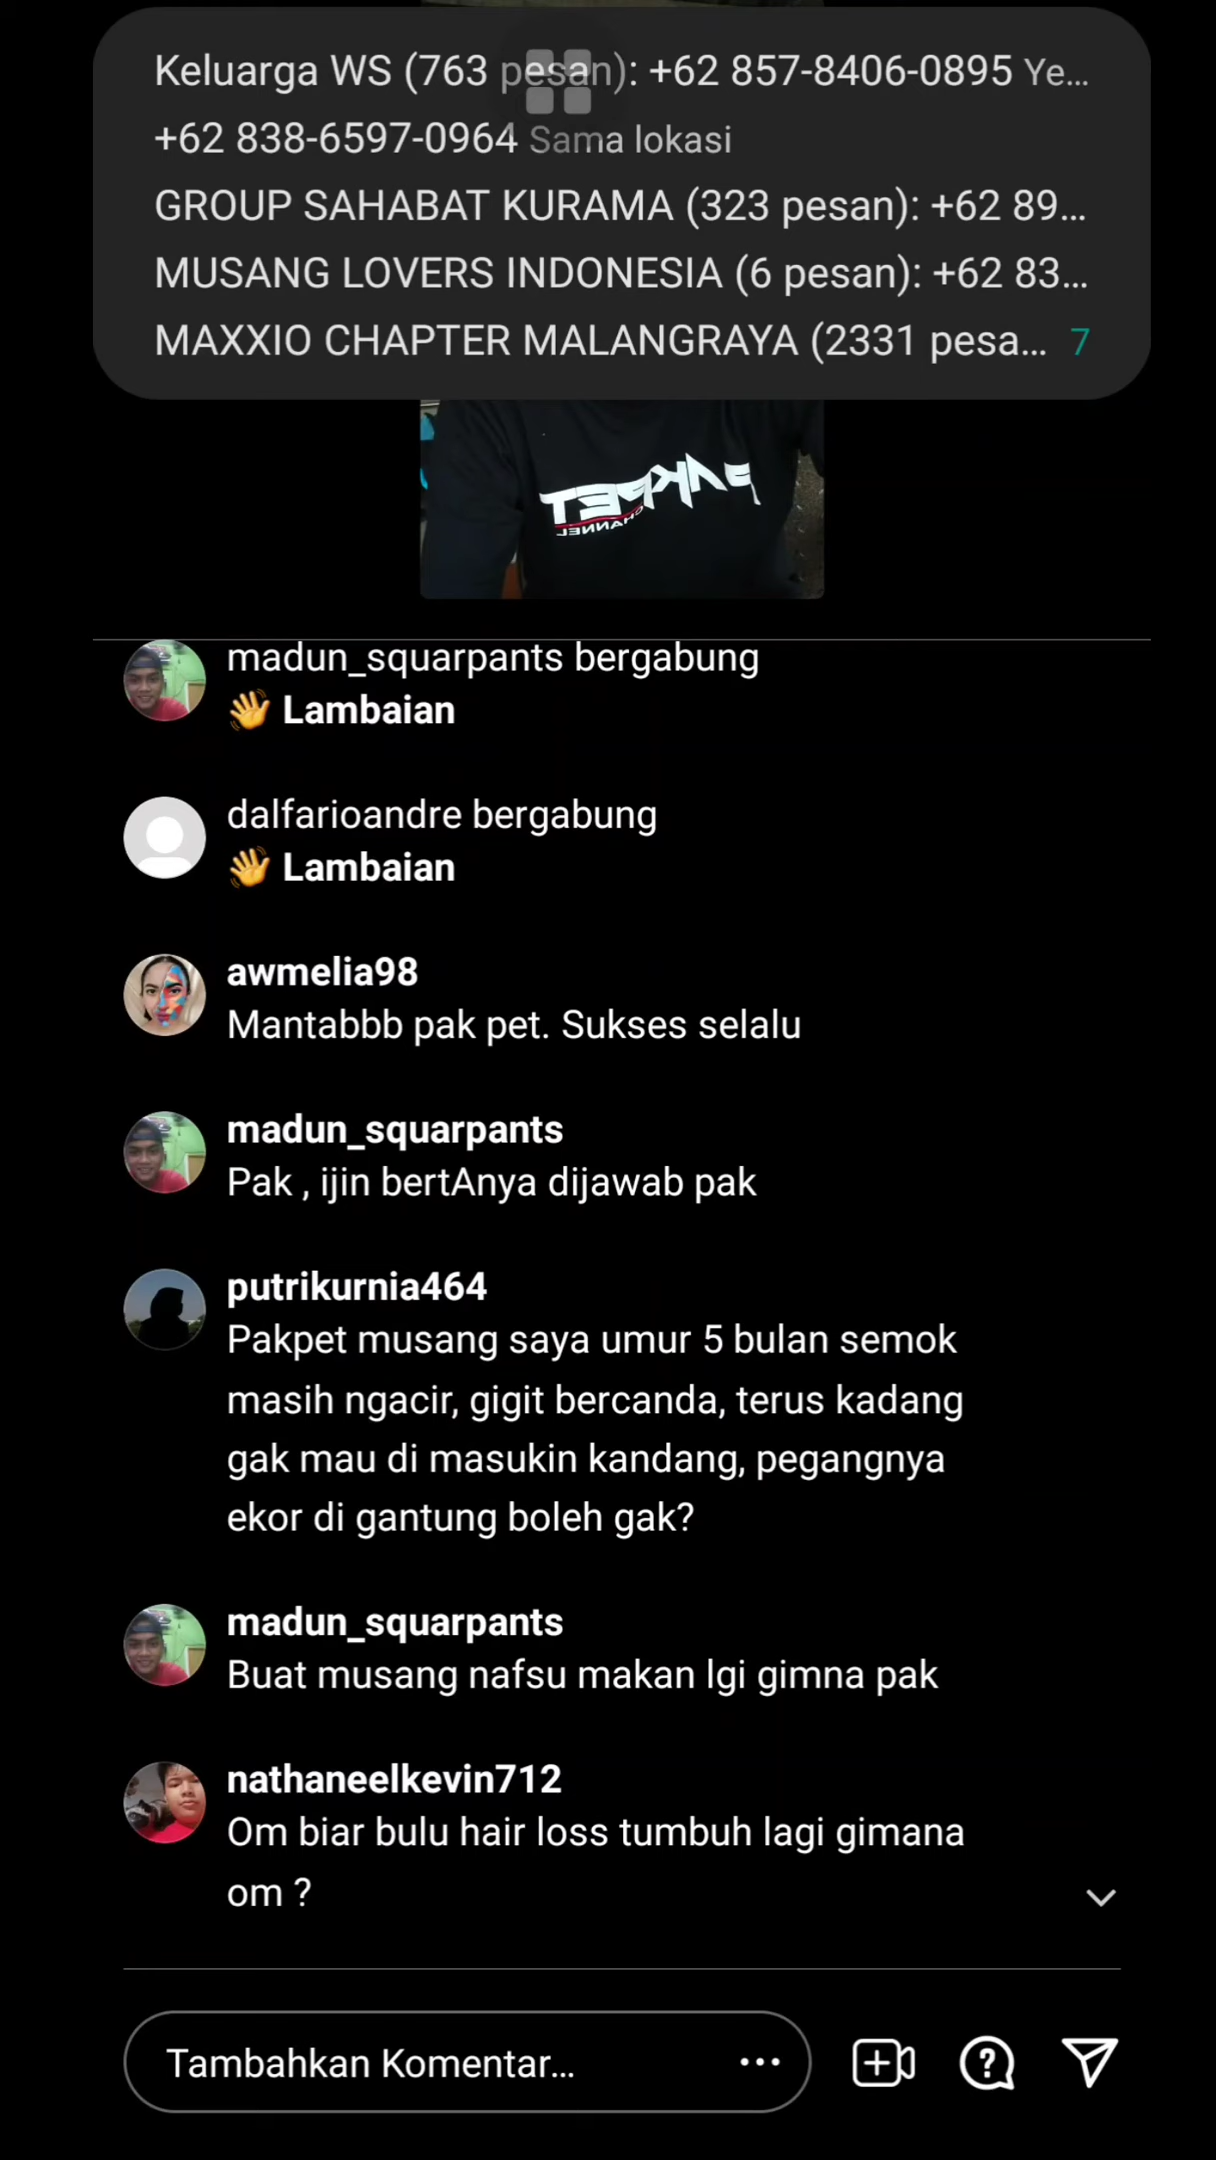 Keluarga WS (763 pesan): +62 857-8406-0895 Ye...
+62 838-6597-0964 Sama lokasi
GROUP SAHABAT KURAMA (323 pesan): +62 89...
MUSANG LOVERS INDONESIA (6 pesan): +62 83...
MAXXIO CHAPTER MALANGRAYA (2331 pesa... 7
PAKPET
CHANNEL
madun_squarpants bergabung
👋 Lambaian
dalfarioandre bergabung
👋 Lambaian
awmelia98
Mantabbb pak pet. Sukses selalu
madun_squarpants
Pak , ijin bertAnya dijawab pak
putrikurnia464
Pakpet musang saya umur 5 bulan semok
masih ngacir, gigit bercanda, terus kadang
gak mau di masukin kandang, pegangnya
ekor di gantung boleh gak?
madun_squarpants
Buat musang nafsu makan lgi gimna pak
nathaneelkevin712
Om biar bulu hair loss tumbuh lagi gimana
om ?
Tambahkan Komentar...